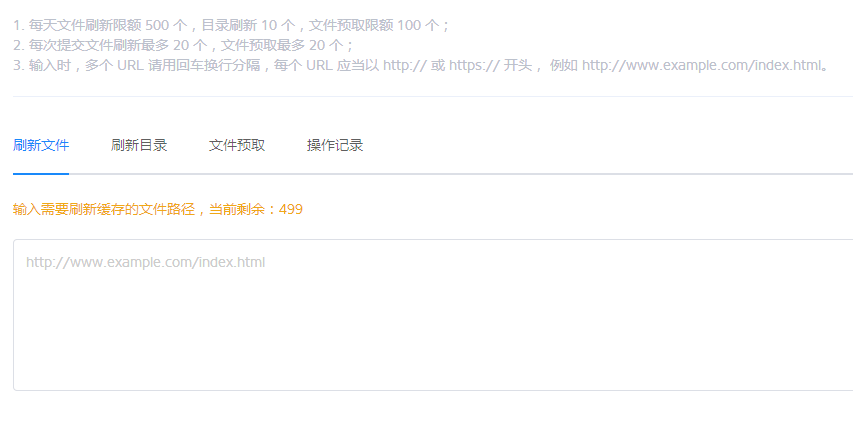 1. 每天文件刷新限额 500 个，目录刷新 10 个，文件预取限额 100 个；
2. 每次提交文件刷新最多 20 个，文件预取最多 20 个；
3. 输入时，多个 URL 请用回车换行分隔，每个 URL 应当以 http:// 或 https:// 开头， 例如 http://www.example.com/index.html。
刷新文件 刷新目录 文件预取 操作记录
输入需要刷新缓存的文件路径，当前剩余：499
http://www.example.com/index.html